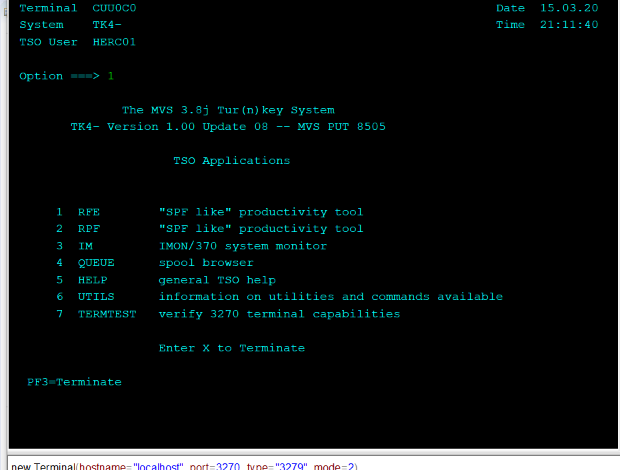 Terminal CUU0C0 Date 15.03.20
System TK4- Time 21:11:40
TSO User HERC01
Option ===> 1
The MVS 3.8j Tur(n)key System
TK4- Version 1.00 Update 08 -- MVS PUT 8505
TSO Applications
1 RFE "SPF like" productivity tool
2 RPF "SPF like" productivity tool
3 IM IMON/370 system monitor
4 QUEUE spool browser
5 HELP general TSO help
6 UTILS information on utilities and commands available
7 TERMTEST verify 3270 terminal capabilities
Enter X to Terminate
PF3=Terminate
new Terminal(hostname="localhost", port=3270, type="3279", mode=2)